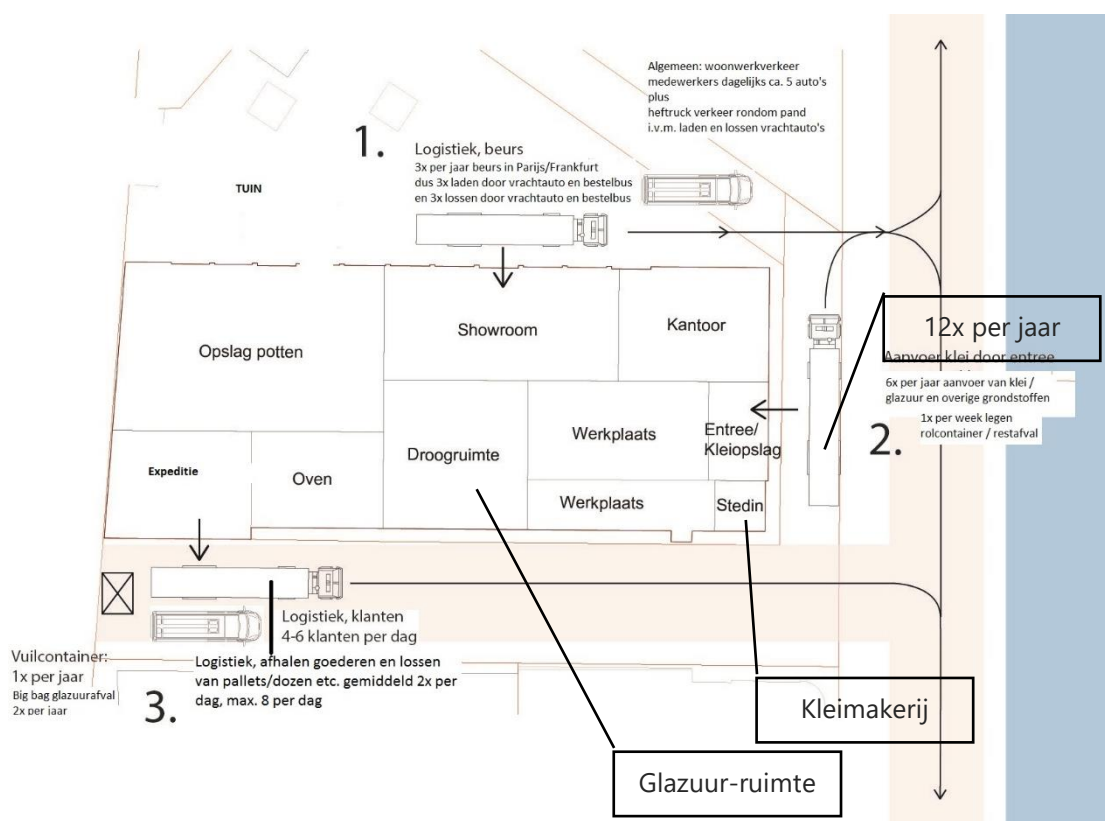 Algemeen: woonwerkverkeer
medewerkers dagelijks ca. 5 auto's
plus
heftruck verkeer rondom pand
i.v.m. laden en lossen vrachtauto's
1.
Logistiek, beurs
3x per jaar beurs in Parijs/Frankfurt
dus 3x laden door vrachtauto en bestelbus
en 3x lossen door vrachtauto en bestelbus
TUIN
Opslag potten
Showroom
Kantoor
12x per jaar
Aanvoer klei door entree
6x per jaar aanvoer van klei /
glazuur en overige grondstoffen
2.
1x per week legen
rolcontainer / restafval
Expeditie
Oven
Droogruimte
Werkplaats
Entree/
Kleiopslag
Werkplaats
Stedin
Logistiek, klanten
4-6 klanten per dag
Vuilcontainer:
1x per jaar
Big bag glazuurafval
2x per jaar
3.
Logistiek, afhalen goederen en lossen
van pallets/dozen etc. gemiddeld 2x per
dag, max. 8 per dag
Kleimakerij
Glazuur-ruimte